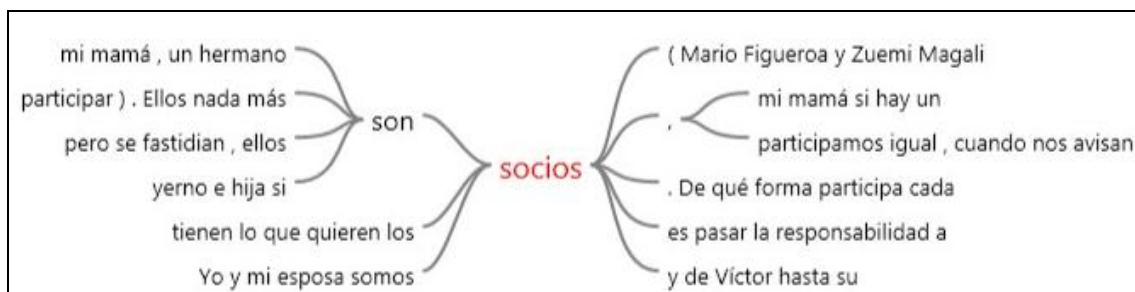 mi mamá , un hermano
participar ) . Ellos nada más
pero se fastidian , ellos
yerno e hija si
son
tienen lo que quieren los
Yo y mi esposa somos
socios
( Mario Figueroa y Zuemi Magali
,
mi mamá si hay un
participamos igual , cuando nos avisan
. De qué forma participa cada
es pasar la responsabilidad a
y de Víctor hasta su